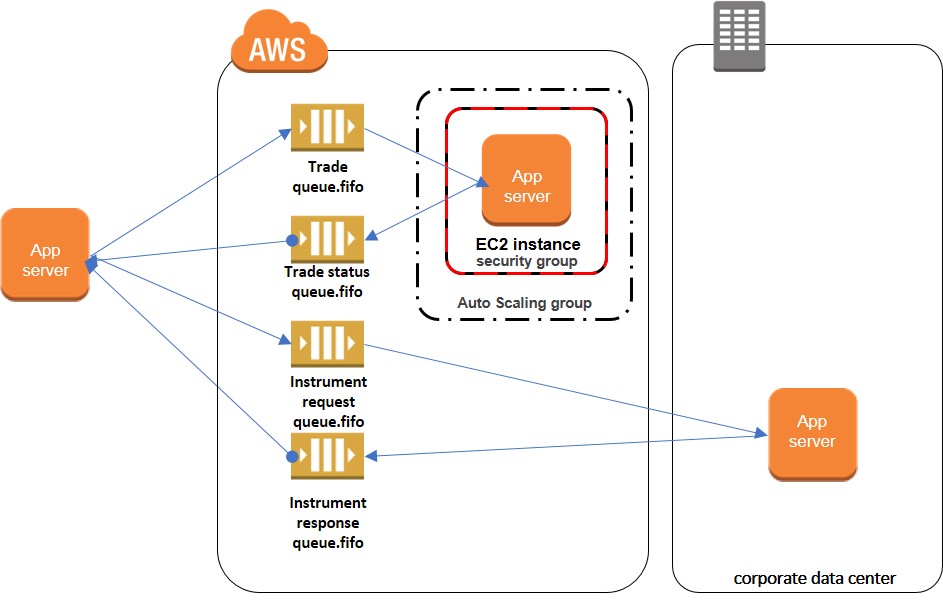 AWS
Trade
queue.fifo
App
server
EC2 instance
security group
Trade status
queue.fifo
App
server
Auto Scaling group
Instrument
request
queue.fifo
App
server
Instrument
response
queue.fifo
corporate data center